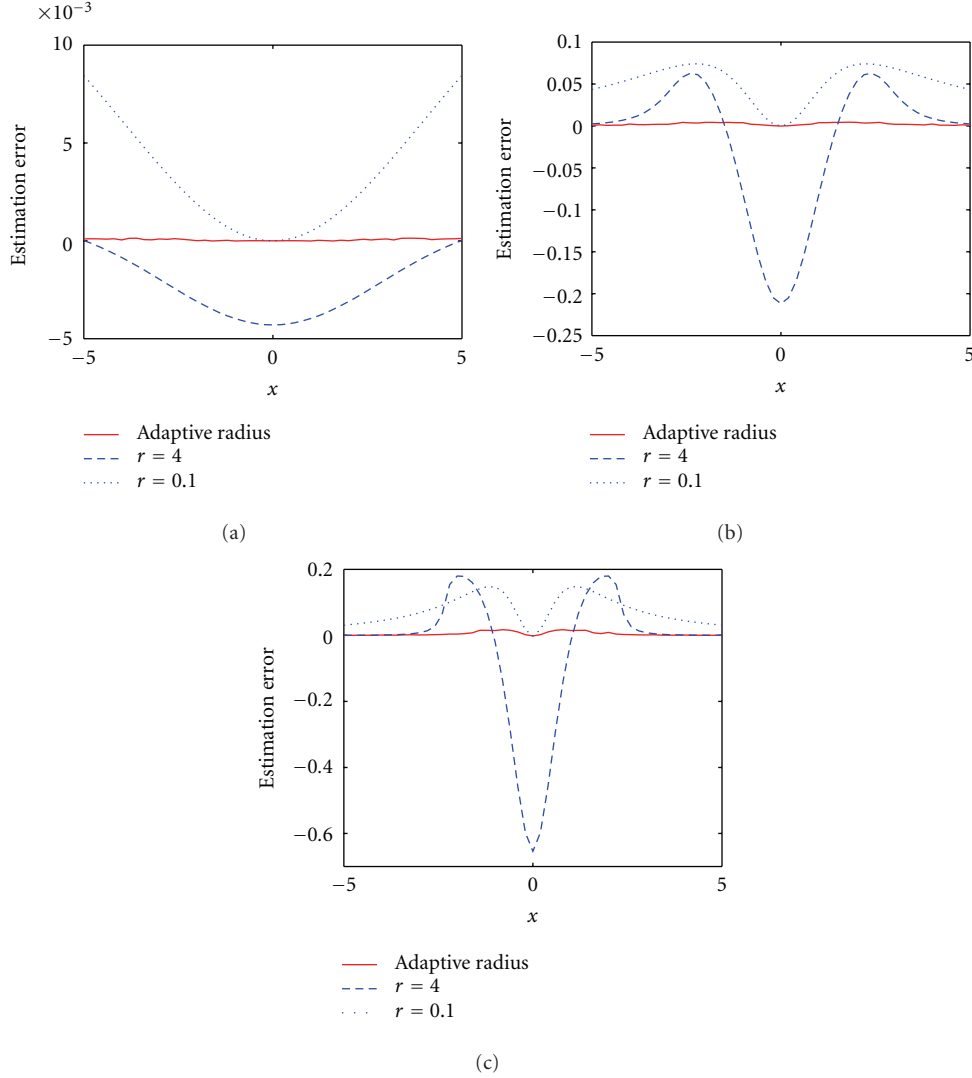 ×10−3
10
5
0
−5
Estimation error
−5
0
5
x
Adaptive radius
r = 4
r = 0.1
(a)
0.1
0.05
0
−0.05
−0.1
−0.15
−0.2
−0.25
Estimation error
−5
0
5
x
Adaptive radius
r = 4
r = 0.1
(b)
0.2
0
−0.2
−0.4
−0.6
Estimation error
−5
0
5
x
Adaptive radius
r = 4
r = 0.1
(c)